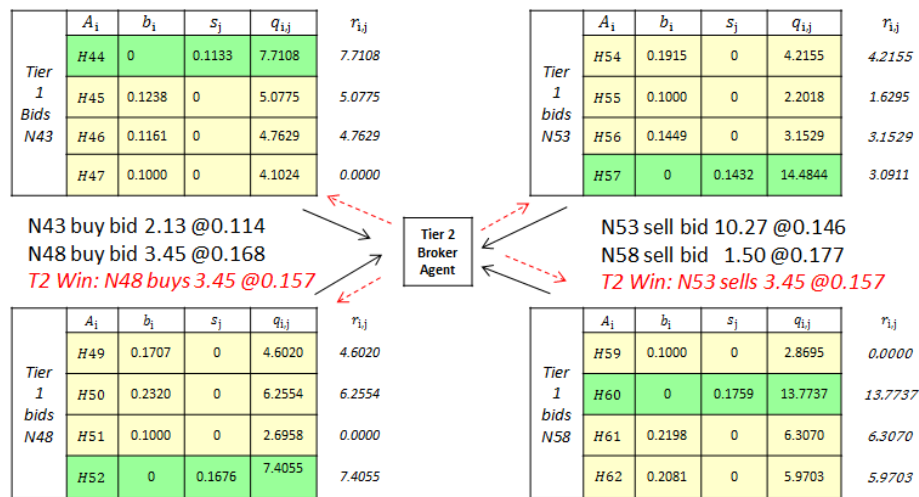 A_i b_i s_j q_i,j r_i,j
Tier 1 Bids N43
H44 0 0.1133 7.7108 7.7108
H45 0.1238 0 5.0775 5.0775
H46 0.1161 0 4.7629 4.7629
H47 0.1000 0 4.1024 0.0000
A_i b_i s_j q_i,j r_i,j
Tier 1 bids N53
H54 0.1915 0 4.2155 4.2155
H55 0.1000 0 2.2018 1.6295
H56 0.1449 0 3.1529 3.1529
H57 0 0.1432 14.4844 3.0911
N43 buy bid 2.13 @0.114
N48 buy bid 3.45 @0.168
T2 Win: N48 buys 3.45 @0.157
Tier 2
Broker
Agent
N53 sell bid 10.27 @0.146
N58 sell bid 1.50 @0.177
T2 Win: N53 sells 3.45 @0.157
A_i b_i s_j q_i,j r_i,j
Tier 1 bids N48
H49 0.1707 0 4.6020 4.6020
H50 0.2320 0 6.2554 6.2554
H51 0.1000 0 2.6958 0.0000
H52 0 0.1676 7.4055 7.4055
A_i b_i s_j q_i,j r_i,j
Tier 1 bids N58
H59 0.1000 0 2.8695 0.0000
H60 0 0.1759 13.7737 13.7737
H61 0.2198 0 6.3070 6.3070
H62 0.2081 0 5.9703 5.9703